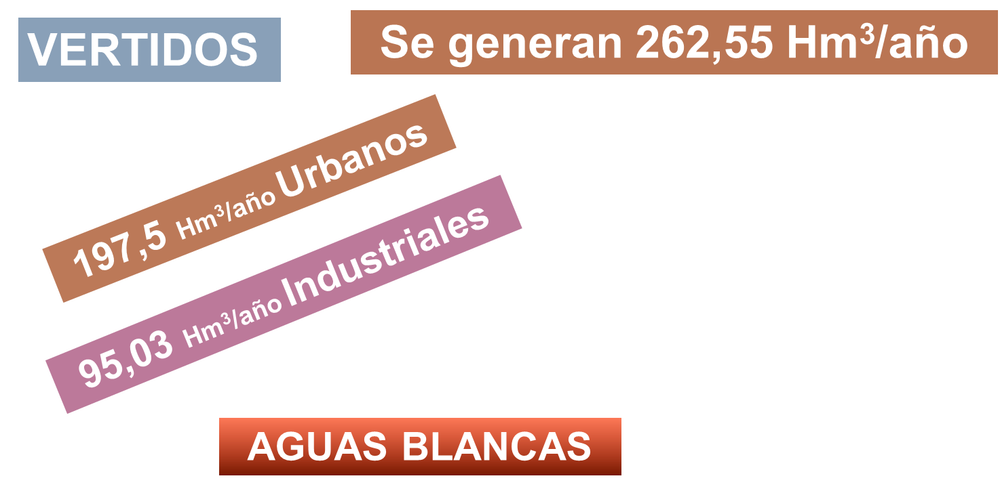 VERTIDOS
Se generan 262,55 Hm³/año
197,5 Hm³/año Urbanos
95,03 Hm³/año Industriales
AGUAS BLANCAS